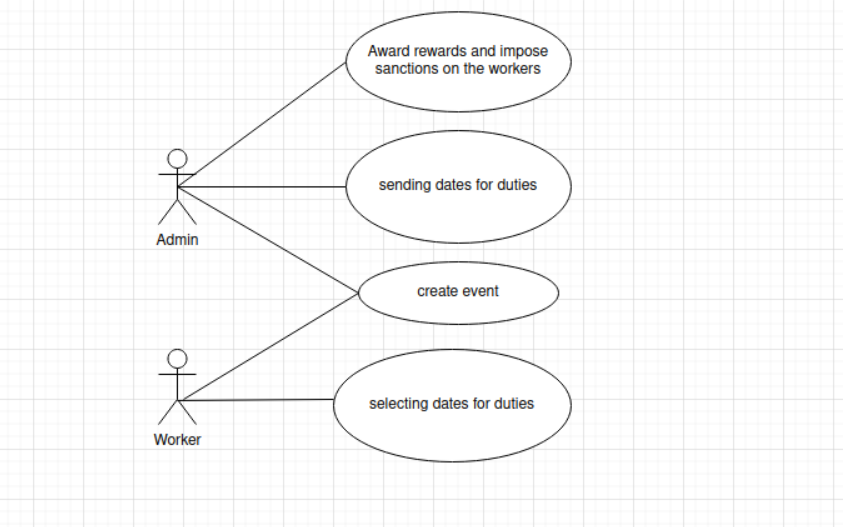 Award rewards and impose
sanctions on the workers
sending dates for duties
Admin
create event
selecting dates for duties
Worker